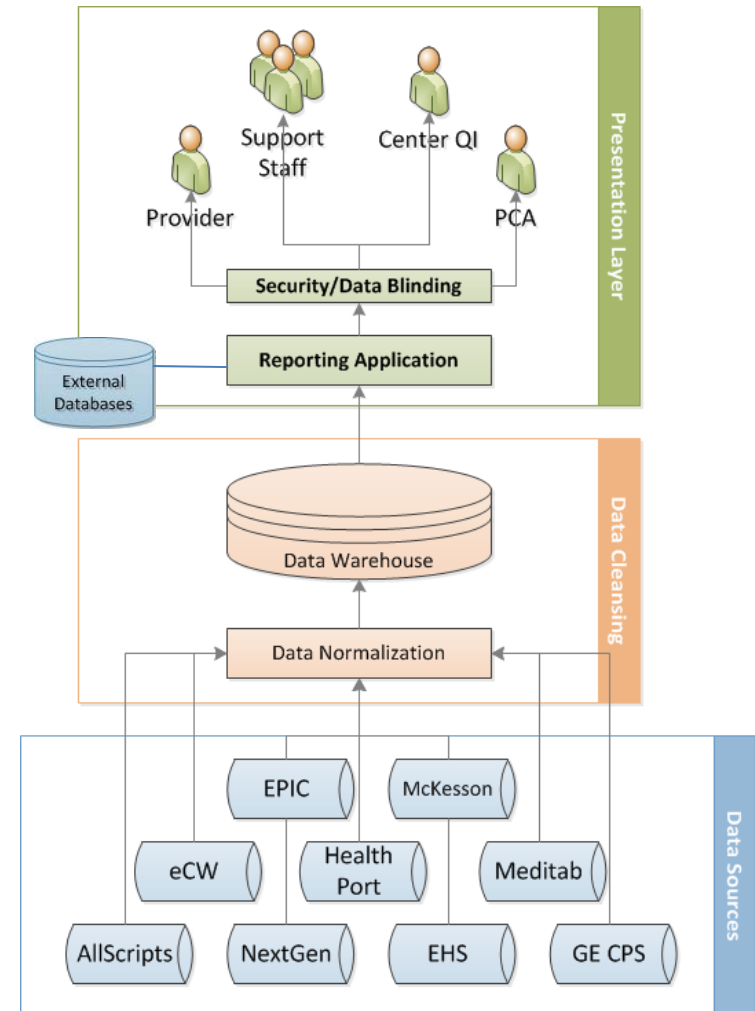 Support
Staff
Center QI
Provider
PCA
Presentation Layer
Security/Data Blinding
Reporting Application
External
Databases
Data Warehouse
Data Cleansing
Data Normalization
EPIC
McKesson
eCW
Health
Port
Meditab
AllScripts
NextGen
EHS
GE CPS
Data Sources